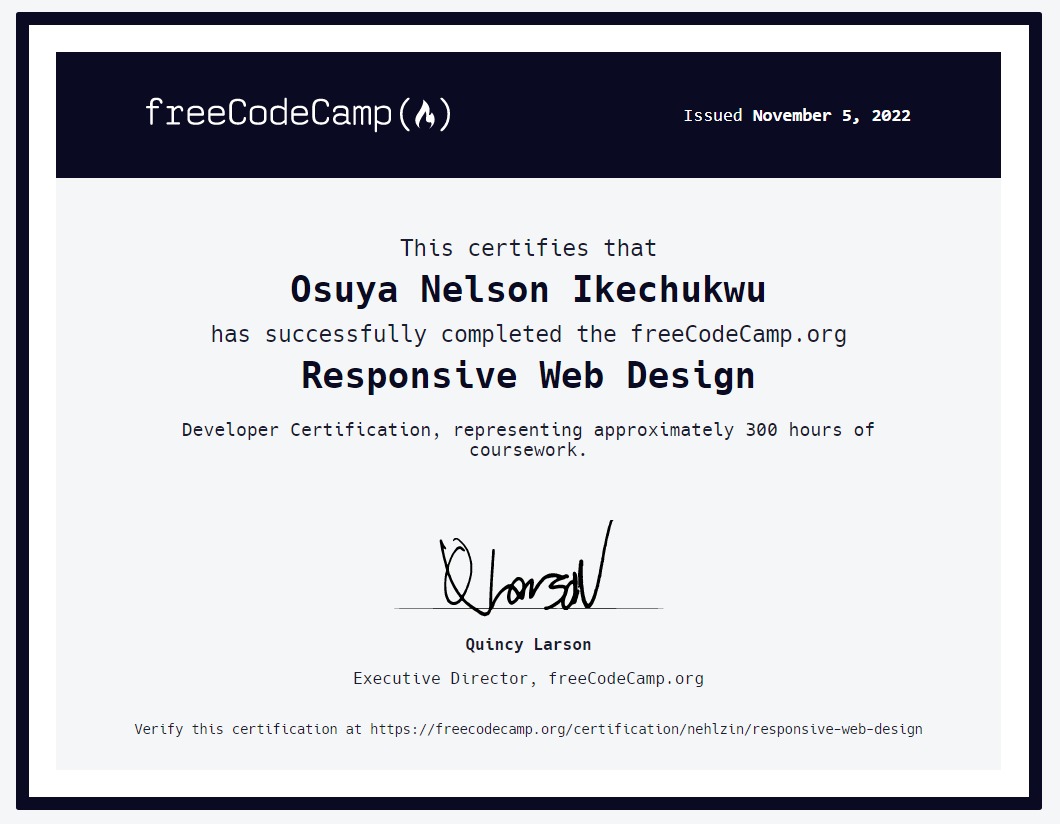 freeCodeCamp
Issued November 5, 2022
This certifies that
Osuya Nelson Ikechukwu
has successfully completed the freeCodeCamp.org
Responsive Web Design
Developer Certification, representing approximately 300 hours of
coursework.
QLarson
Quincy Larson
Executive Director, freeCodeCamp.org
Verify this certification at https://freecodecamp.org/certification/nehlzin/responsive-web-design